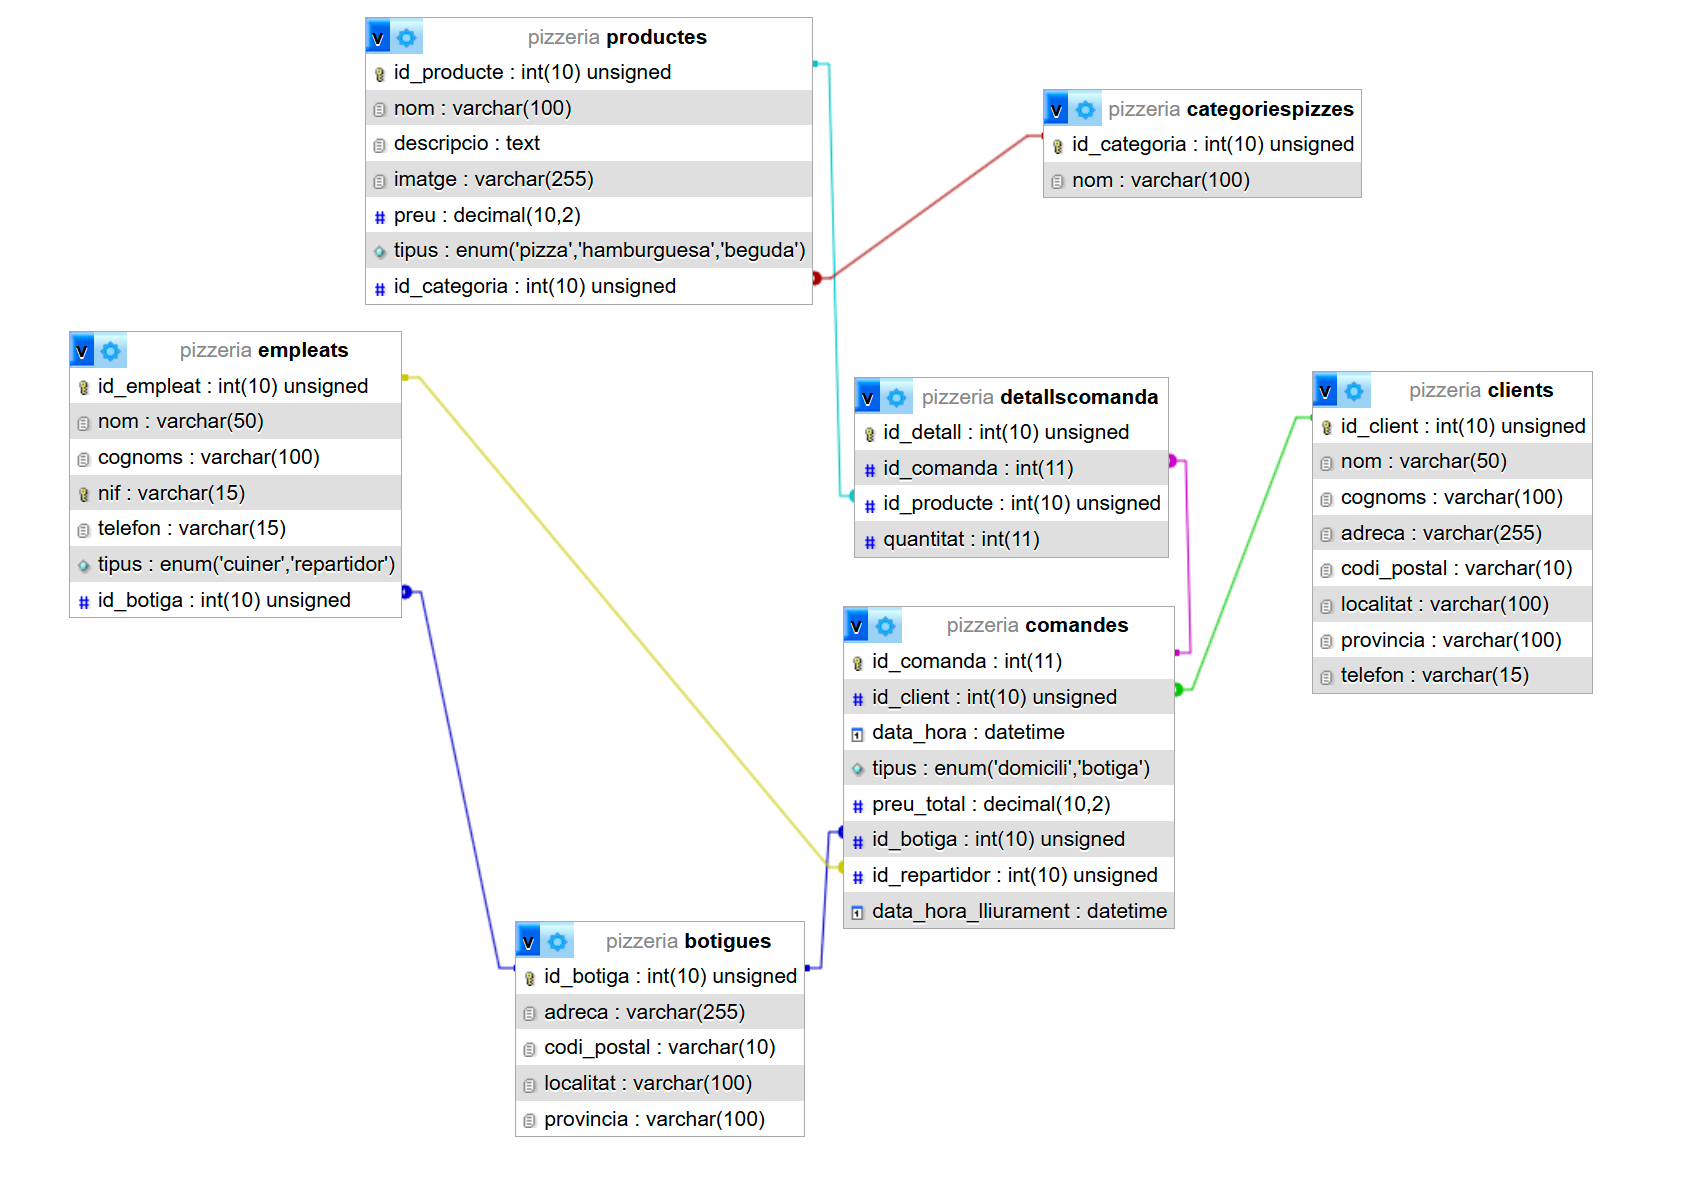 v pizzeria productes
id_producte : int(10) unsigned
nom : varchar(100)
descripcio : text
imatge : varchar(255)
# preu : decimal(10,2)
tipus : enum('pizza','hamburguesa','beguda')
# id_categoria : int(10) unsigned
v pizzeria categoriespizzes
id_categoria : int(10) unsigned
nom : varchar(100)
v pizzeria empleats
id_empleat : int(10) unsigned
nom : varchar(50)
cognoms : varchar(100)
nif : varchar(15)
telefon : varchar(15)
tipus : enum('cuiner','repartidor')
# id_botiga : int(10) unsigned
v pizzeria detallscomanda
id_detall : int(10) unsigned
# id_comanda : int(11)
# id_producte : int(10) unsigned
# quantitat : int(11)
v pizzeria clients
id_client : int(10) unsigned
nom : varchar(50)
cognoms : varchar(100)
adreca : varchar(255)
codi_postal : varchar(10)
localitat : varchar(100)
provincia : varchar(100)
telefon : varchar(15)
v pizzeria comandes
id_comanda : int(11)
# id_client : int(10) unsigned
data_hora : datetime
tipus : enum('domicili','botiga')
# preu_total : decimal(10,2)
# id_botiga : int(10) unsigned
# id_repartidor : int(10) unsigned
data_hora_lliurament : datetime
v pizzeria botigues
id_botiga : int(10) unsigned
adreca : varchar(255)
codi_postal : varchar(10)
localitat : varchar(100)
provincia : varchar(100)